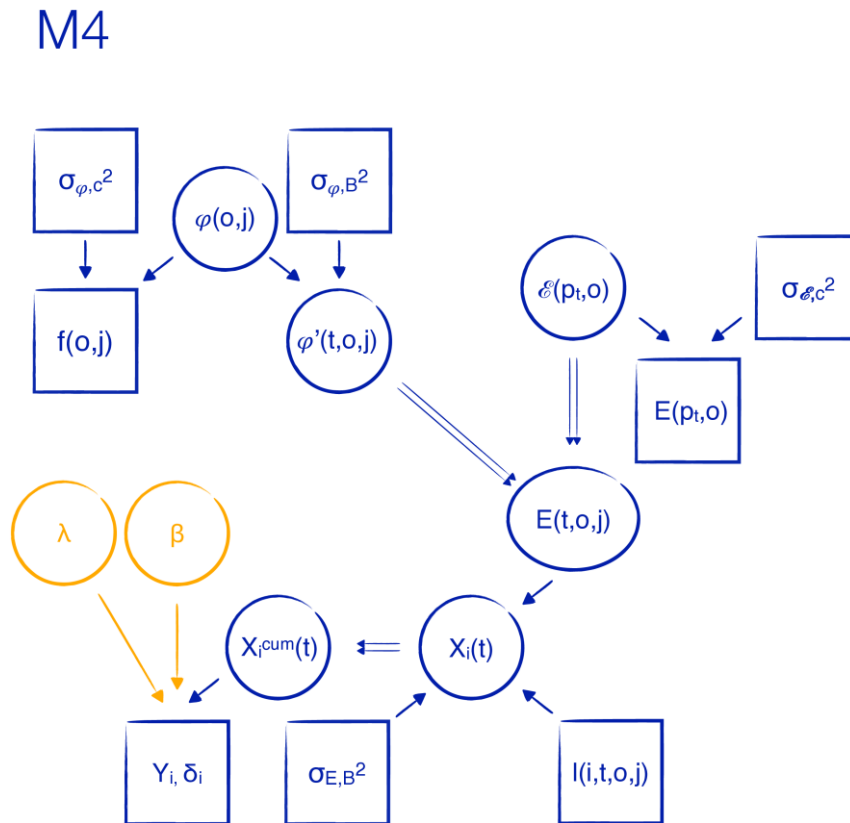 M4
σφ,c²
φ(o,j)
σφ,B²
f(o,j)
φ’(t,o,j)
ℰ(pₜ,o)
σℰ,c²
E(pₜ,o)
E(t,o,j)
λ
β
Xᵢᶜᵘᵐ(t)
Xᵢ(t)
Yᵢ, δᵢ
σE,B²
I(i,t,o,j)